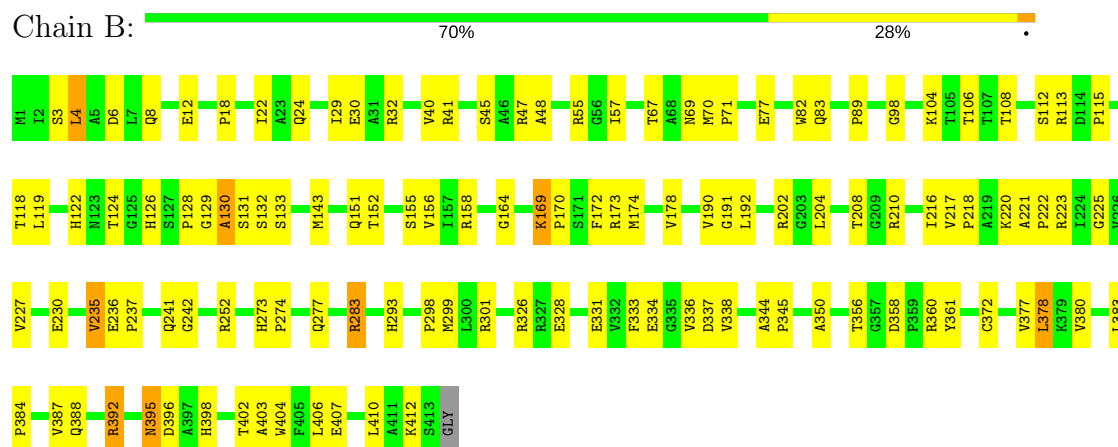 Chain B:
70% 28% •
M1 I2 S3 L4 A5 D6 L7 Q8 E12 P18 I22 A23 Q24 I29 E30 A31 R32 V40 R41 S45 A46 R47 A48 R55 G56 I57 T67 A68 N69 M70 P71 E77 W82 Q83 P89 G98 K104 T105 T106 T107 T108 S112 R113 D114 P115
T118 L119 H122 N123 T124 G125 H126 S127 P128 G129 A130 S131 S132 S133 M143 Q151 T152 S155 V156 I157 R158 G164 K169 P170 S171 F172 R173 M174 V178 V190 G191 L192 R202 G203 L204 T208 G209 R210 I216 V217 P218 A219 K220 A221 P222 R223 I224 G225 V226
V227 E230 V235 E236 P237 Q241 G242 R252 H273 P274 Q277 R283 H293 P298 M299 L300 R301 R326 R327 E328 E331 V332 F333 E334 G335 V336 D337 V338 A344 P345 A350 T356 G357 D358 P359 R360 Y361 C372 V377 L378 K379 V380 L383
P384 V387 Q388 R392 N395 D396 A397 H398 T402 A403 W404 F405 L406 E407 L410 A411 K412 S413 GLY